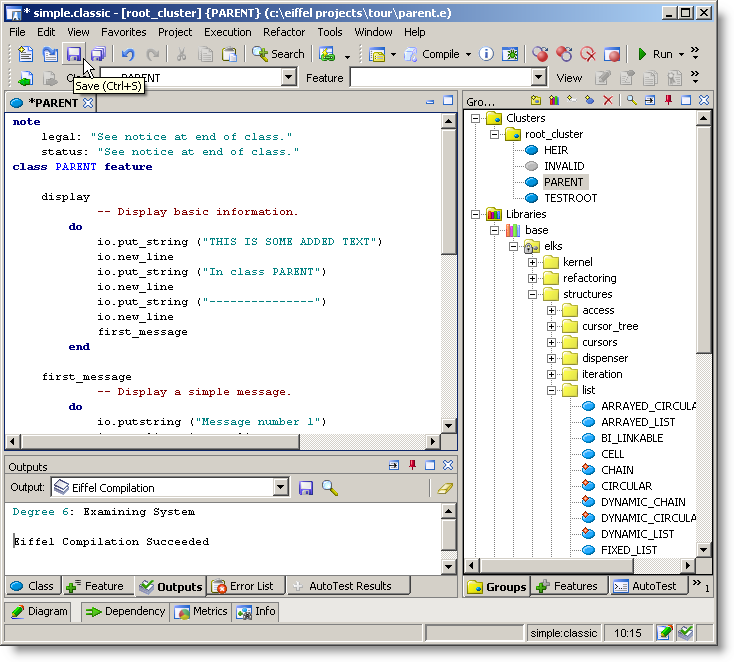 * simple.classic - [root_cluster] {PARENT} (c:\eiffel projects\tour\parent.e)
File Edit View Favorites Project Execution Refactor Tools Window Help
Search Compile Run »
PARENT Feature View »
Save (Ctrl+S)
*PARENT
note
legal: "See notice at end of class."
status: "See notice at end of class."
class PARENT feature
display
-- Display basic information.
do
io.put_string ("THIS IS SOME ADDED TEXT")
io.new_line
io.put_string ("In class PARENT")
io.new_line
io.put_string ("---------------")
io.new_line
first_message
end
first_message
-- Display a simple message.
do
io.putstring ("Message number 1")
Gro...
Clusters
root_cluster
HEIR
INVALID
PARENT
TESTROOT
Libraries
base
elks
kernel
refactoring
structures
access
cursor_tree
cursors
dispenser
iteration
list
ARRAYED_CIRCULA
ARRAYED_LIST
BI_LINKABLE
CELL
CHAIN
CIRCULAR
DYNAMIC_CHAIN
DYNAMIC_CIRCULA
DYNAMIC_LIST
FIXED_LIST
Outputs
Output: Eiffel Compilation
Degree 6: Examining System
Eiffel Compilation Succeeded
Class Feature Outputs Error List AutoTest Results
Groups Features AutoTest » 1
Diagram Dependency Metrics Info
simple:classic 10:15